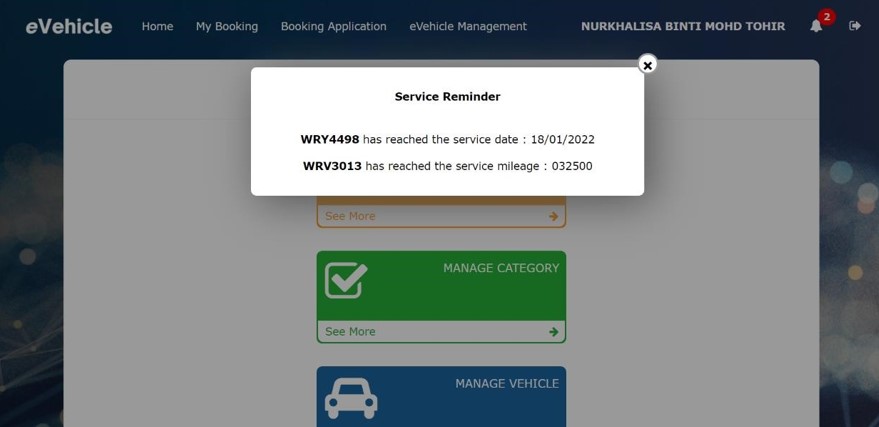 eVehicle Home My Booking Booking Application eVehicle Management NURKHALISA BINTI MOHD TOHIR 2
Service Reminder
WRY4498 has reached the service date : 18/01/2022
WRV3013 has reached the service mileage : 032500
See More
MANAGE CATEGORY
See More
MANAGE VEHICLE